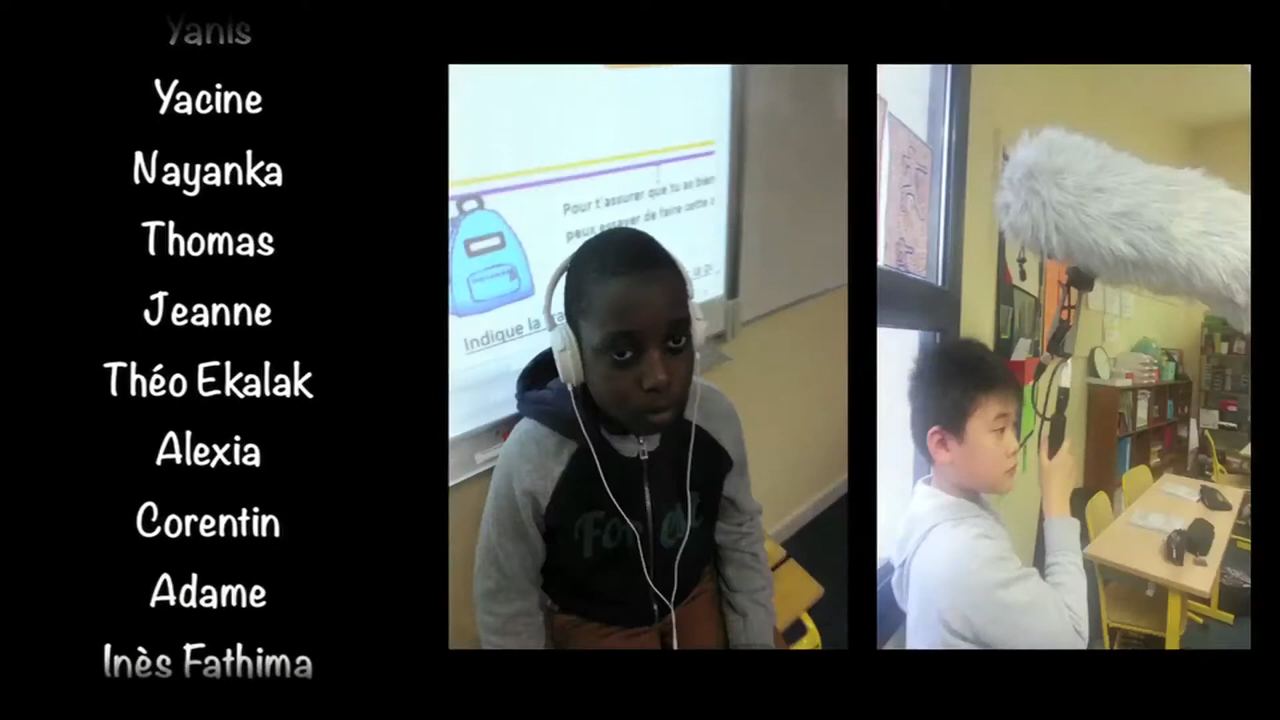 Yanis
Yacine
Nayanka
Thomas
Jeanne
Théo Ekalak
Alexia
Corentin
Adame
Inès Fathima
Pour t'assurer que tu as bien
peux essayer de faire cette
Indique la